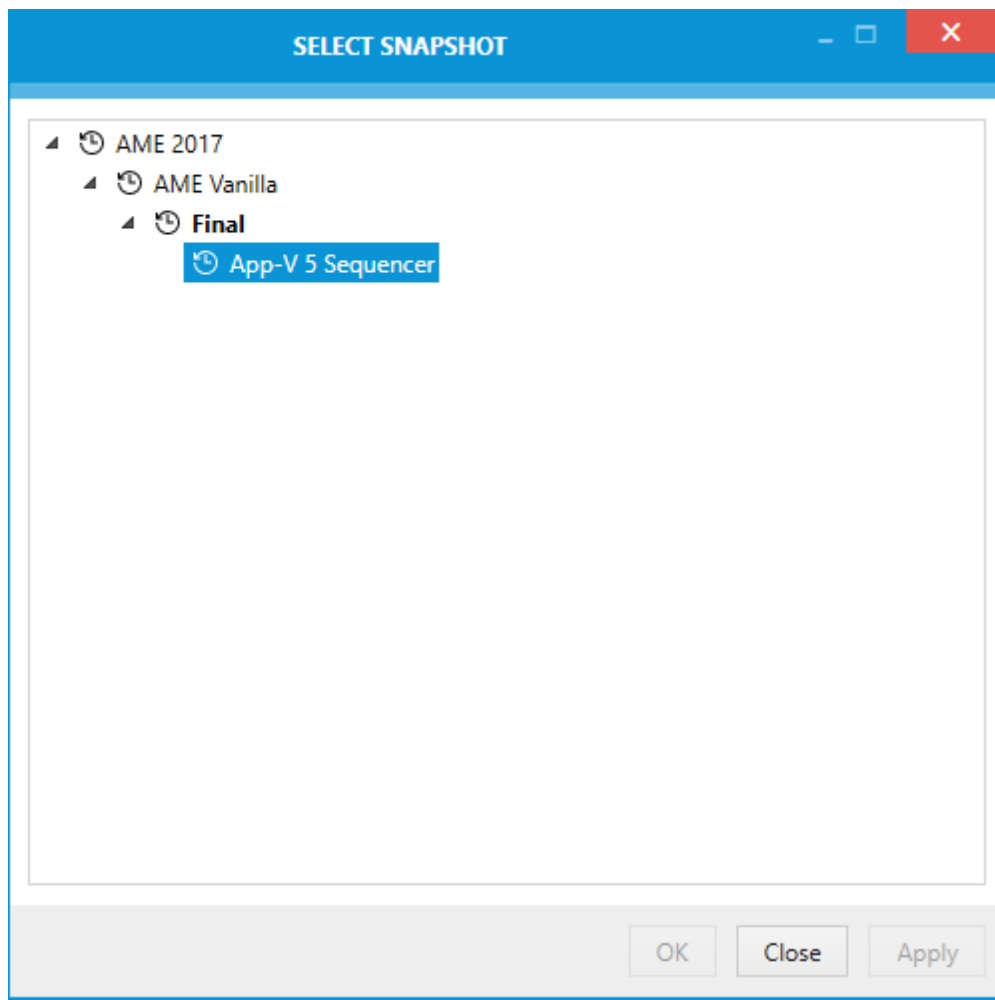 SELECT SNAPSHOT
AME 2017
AME Vanilla
Final
App-V 5 Sequencer
OK Close Apply